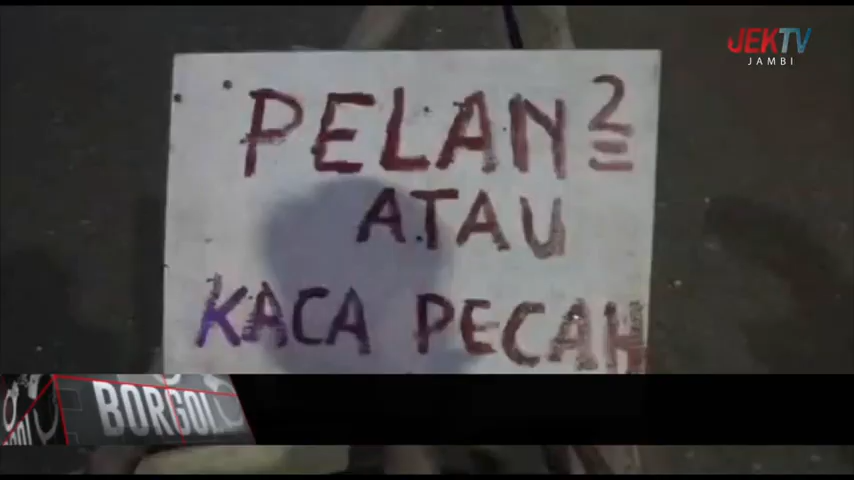 JEKTV
JAMBI
PELAN²
ATAU
KACA PECAH
BORGOL